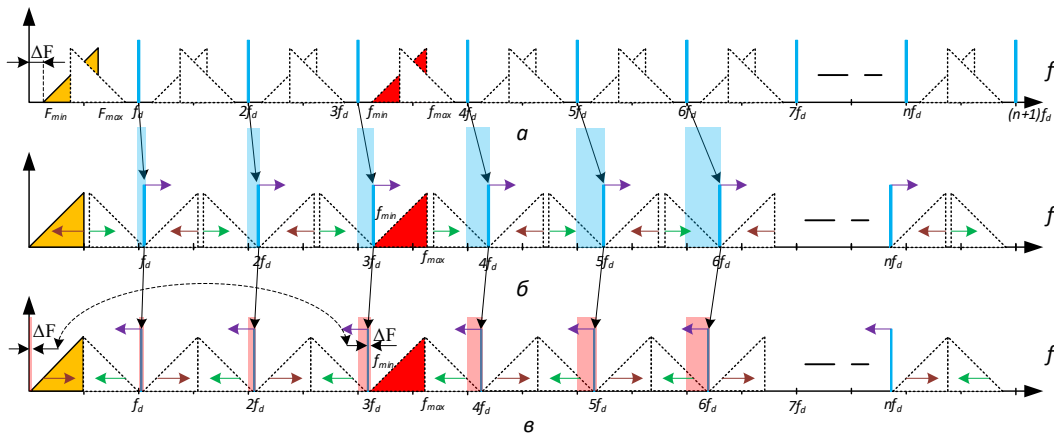 ΔF f
F_min F_max f_d 2f_d 3f_d f_min f_max 4f_d 5f_d 6f_d 7f_d nf_d (n+1)f_d
а
f_min f
f_d 2f_d 3f_d f_max 4f_d 5f_d 6f_d nf_d
б
ΔF ΔF f
f_min
f_d 2f_d 3f_d f_max 4f_d 5f_d 6f_d 7f_d nf_d
в